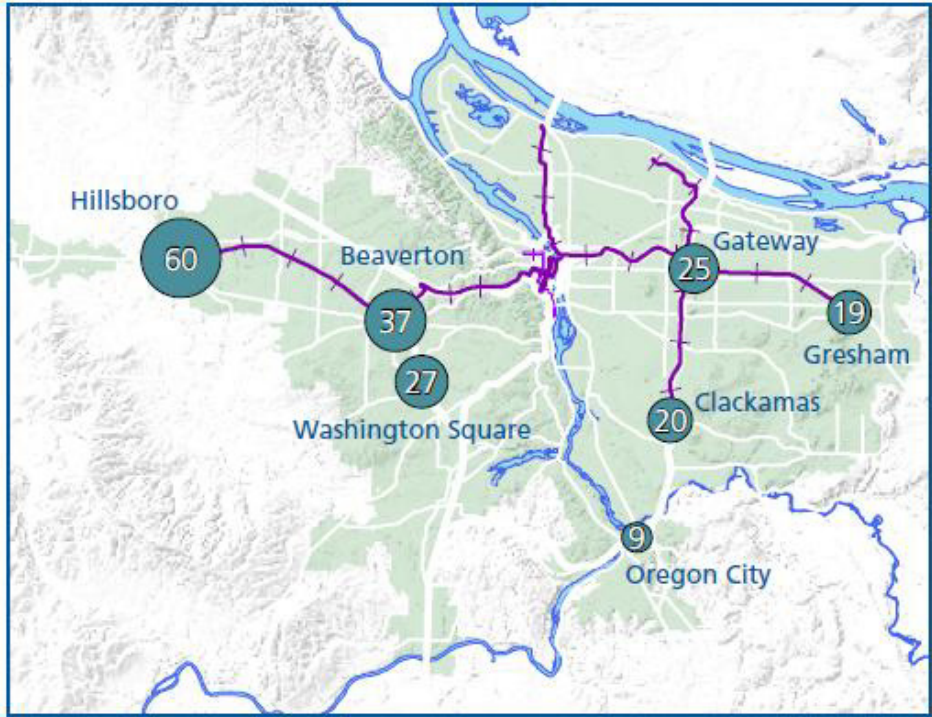 Hillsboro
60
Beaverton
37
27
Washington Square
Gateway
25
19
Gresham
Clackamas
20
9
Oregon City